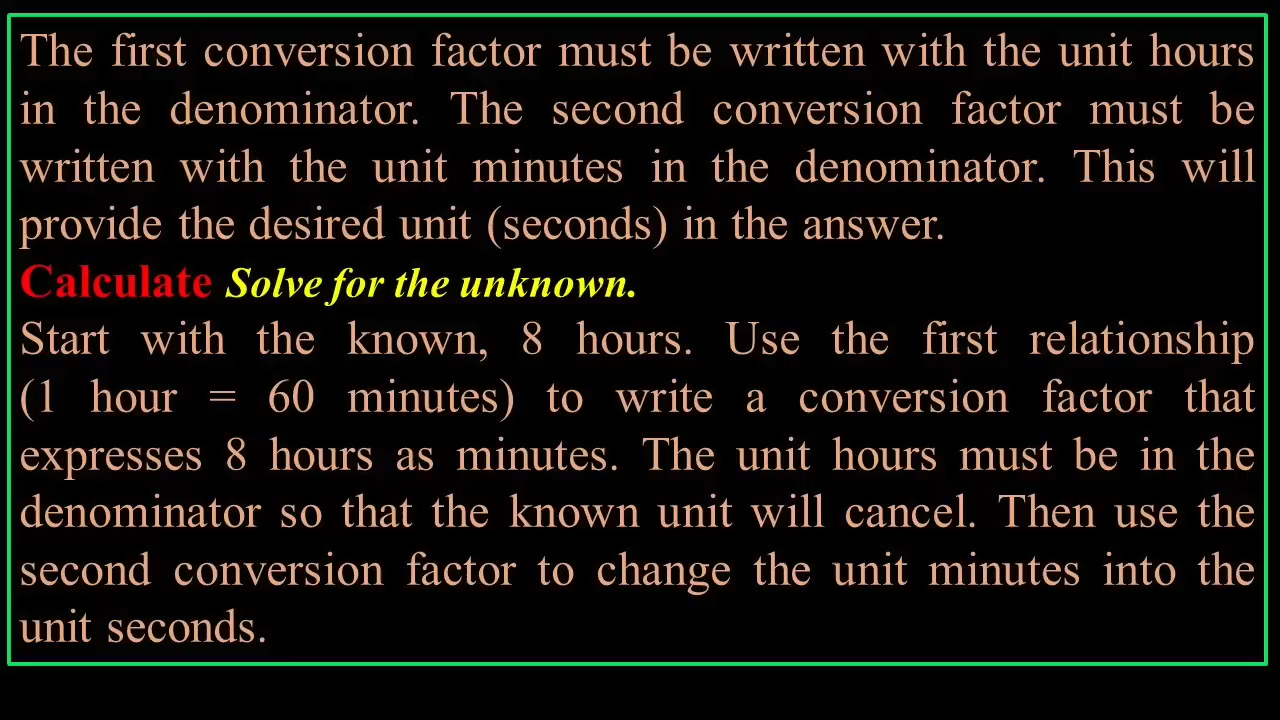 The first conversion factor must be written with the unit hours
in the denominator. The second conversion factor must be
written with the unit minutes in the denominator. This will
provide the desired unit (seconds) in the answer.
Calculate Solve for the unknown.
Start with the known, 8 hours. Use the first relationship
(1 hour = 60 minutes) to write a conversion factor that
expresses 8 hours as minutes. The unit hours must be in the
denominator so that the known unit will cancel. Then use the
second conversion factor to change the unit minutes into the
unit seconds.